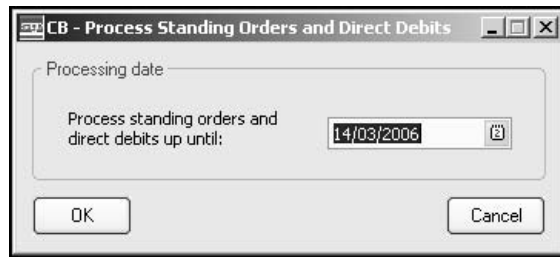 CB - Process Standing Orders and Direct Debits
Processing date
Process standing orders and
direct debits up until:
14/03/2006
OK
Cancel